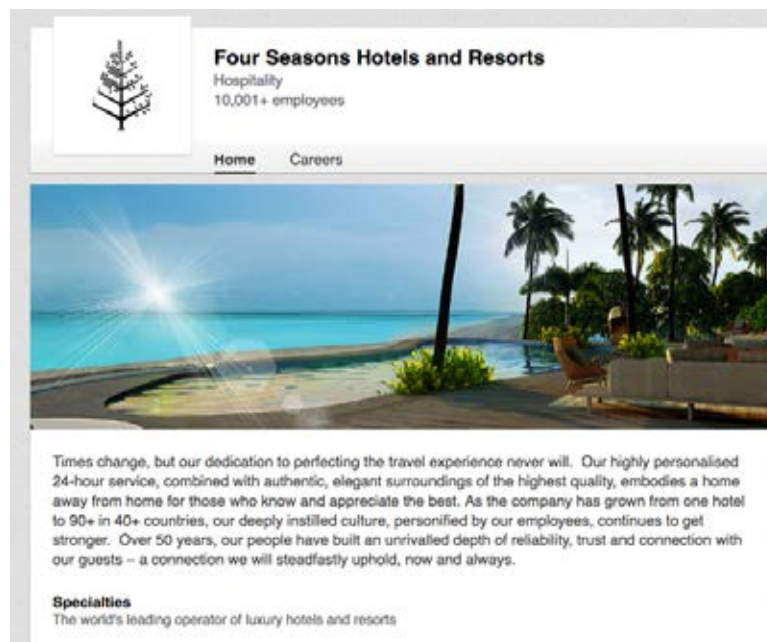 Four Seasons Hotels and Resorts
Hospitality
10,001+ employees
Home Careers
Times change, but our dedication to perfecting the travel experience never will.  Our highly personalised
24-hour service, combined with authentic, elegant surroundings of the highest quality, embodies a home
away from home for those who know and appreciate the best. As the company has grown from one hotel
to 90+ in 40+ countries, our deeply instilled culture, personified by our employees, continues to get
stronger.  Over 50 years, our people have built an unrivalled depth of reliability, trust and connection with
our guests – a connection we will steadfastly uphold, now and always.
Specialties
The world's leading operator of luxury hotels and resorts